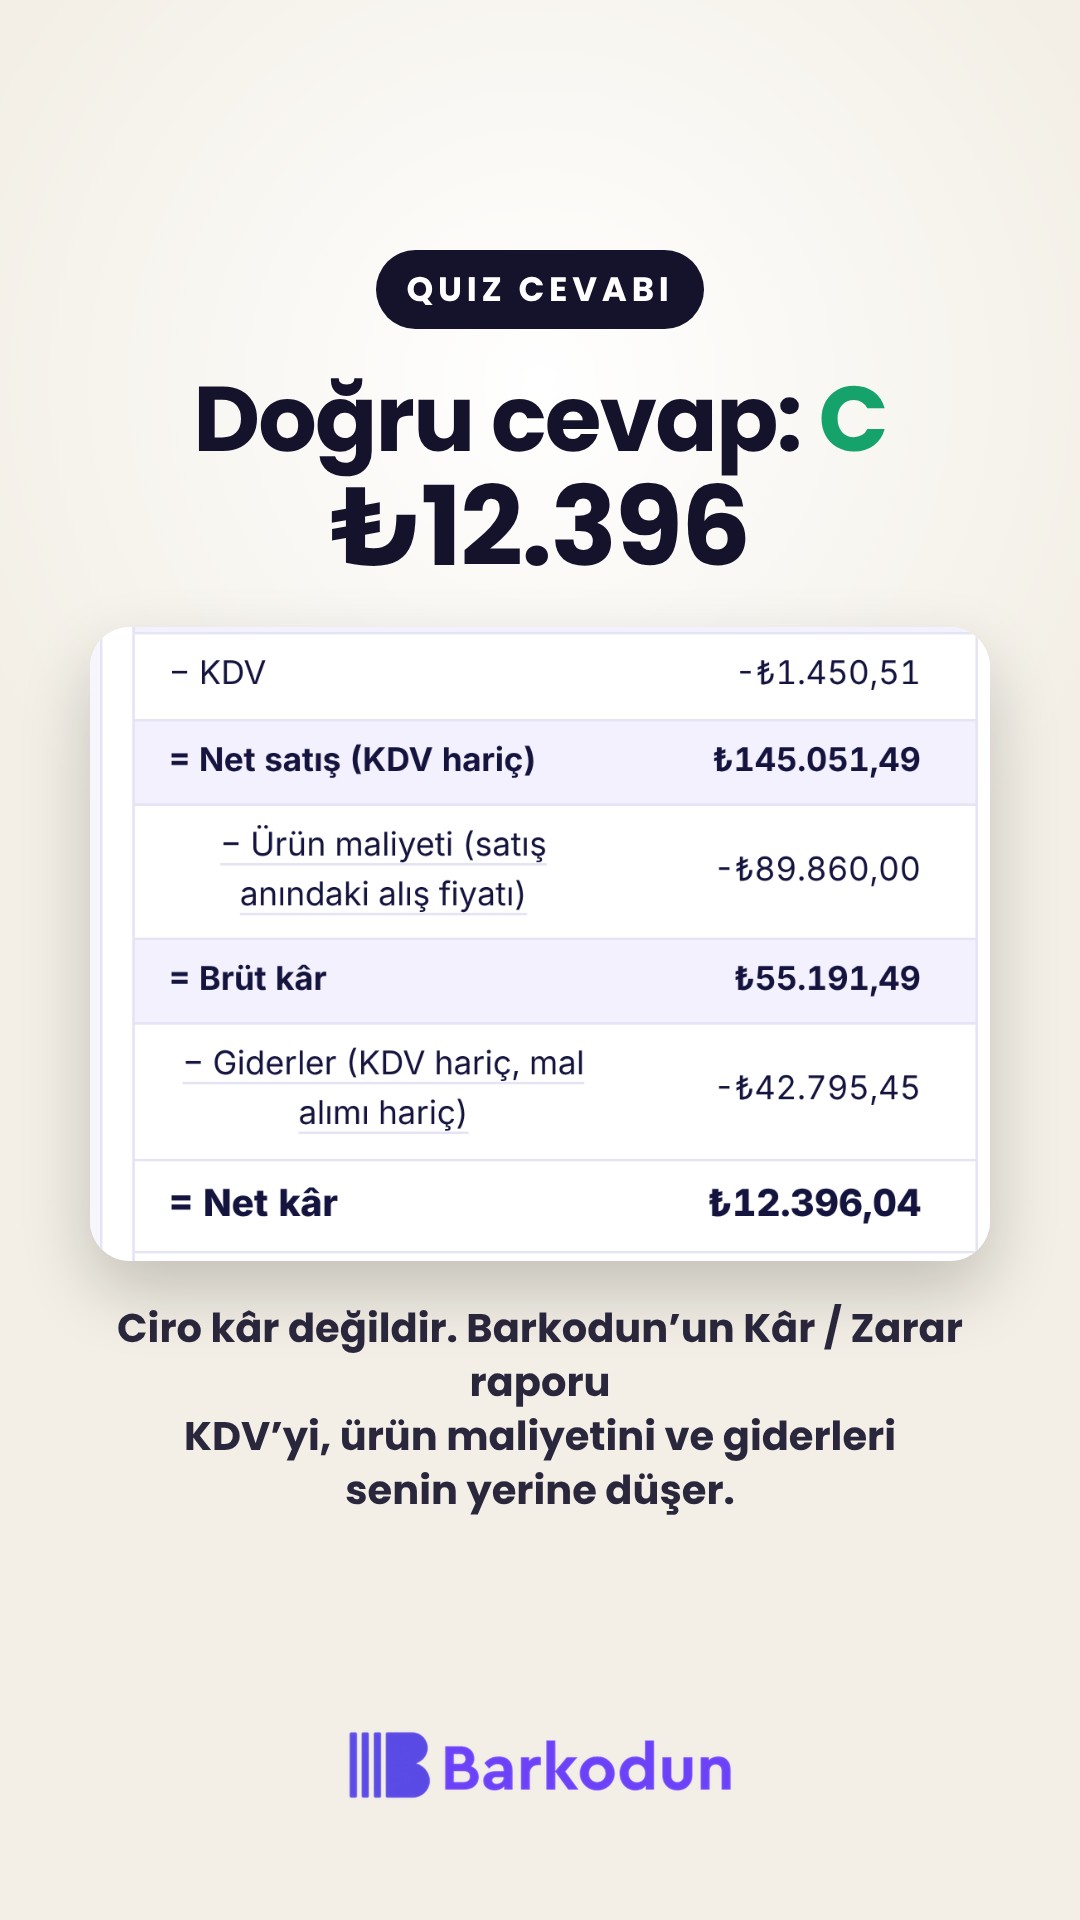 QUIZ CEVABI
Doğru cevap: C
₺12.396
− KDV -₺1.450,51
= Net satış (KDV hariç) ₺145.051,49
− Ürün maliyeti (satış
anındaki alış fiyatı) -₺89.860,00
= Brüt kâr ₺55.191,49
− Giderler (KDV hariç, mal
alımı hariç) -₺42.795,45
= Net kâr ₺12.396,04
Ciro kâr değildir. Barkodun’un Kâr / Zarar
raporu
KDV’yi, ürün maliyetini ve giderleri
senin yerine düşer.
Barkodun